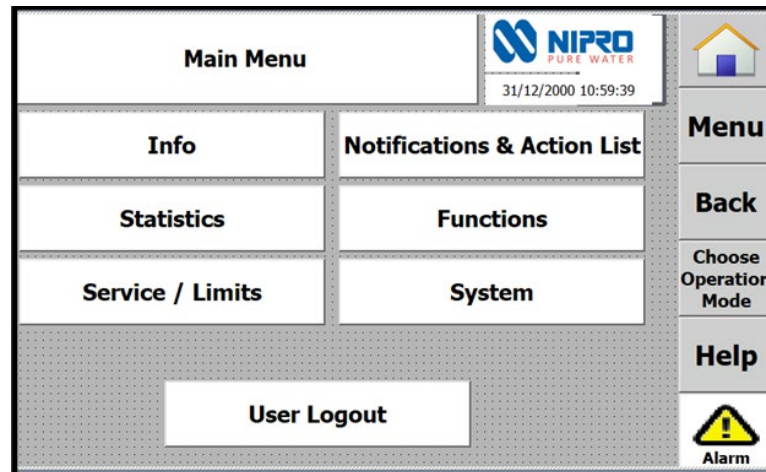 Main Menu
NIPRO
PURE WATER
31/12/2000 10:59:39
Info
Notifications & Action List
Statistics
Functions
Service / Limits
System
User Logout
Menu
Back
Choose
Operation
Mode
Help
Alarm